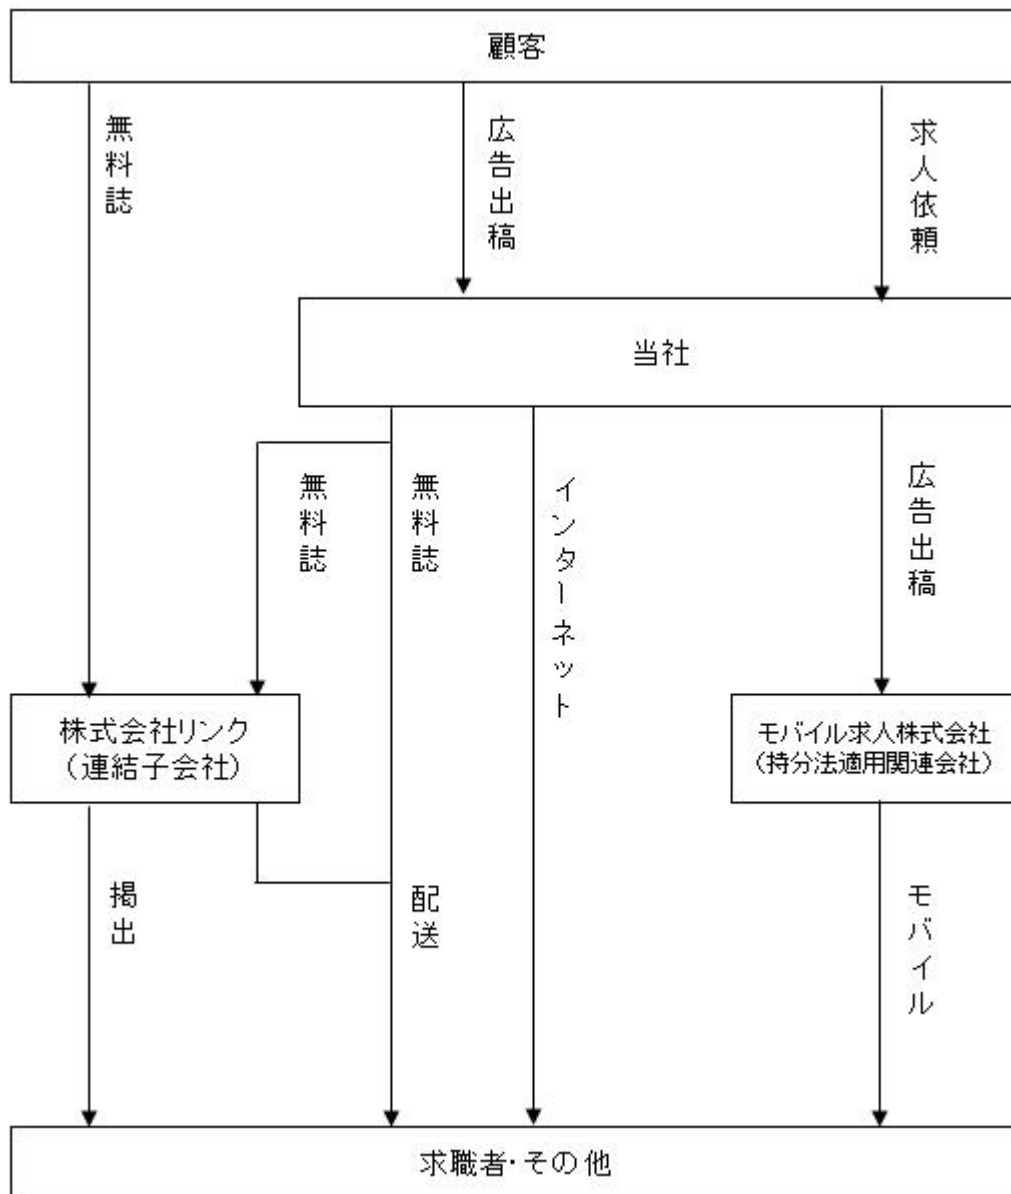 顧客
無料誌
広告出稿
求人依頼
当社
無料誌
無料誌
インターネット
広告出稿
株式会社リンク
（連結子会社）
モバイル求人株式会社
（持分法適用関連会社）
掲出
配送
モバイル
求職者・その他